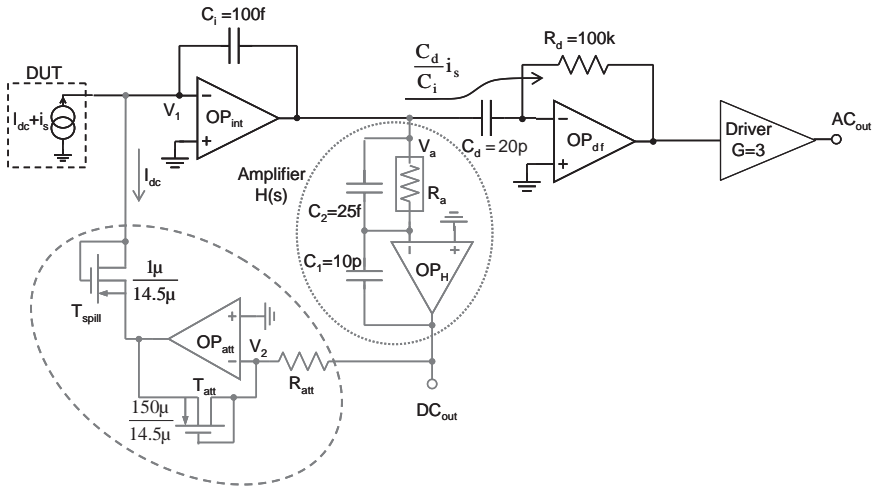 C_i =100f
DUT
I_dc+i_s
V_1
−
+
OP_int
C_d
C_i
i_s
R_d =100k
C_d =20p
−
+
OP_df
Driver
G=3
AC_out
I_dc
Amplifier
H(s)
V_a
R_a
C_2=25f
C_1=10p
OP_H
+
1μ
14.5μ
T_spill
OP_att
+
−
V_2
R_att
T_att
150μ
14.5μ
DC_out